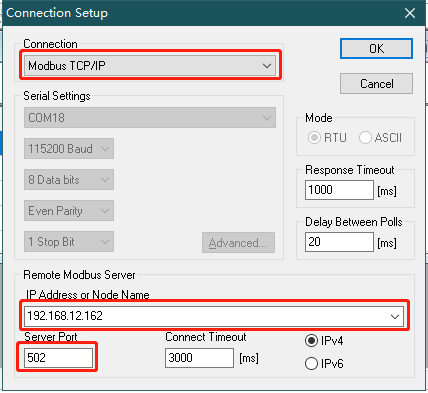 Connection Setup
Connection
Modbus TCP/IP
OK
Cancel
Serial Settings
COM18
115200 Baud
8 Data bits
Even Parity
1 Stop Bit
Advanced...
Mode
RTU
ASCII
Response Timeout
1000 [ms]
Delay Between Polls
20 [ms]
Remote Modbus Server
IP Address or Node Name
192.168.12.162
Server Port
502
Connect Timeout
3000 [ms]
IPv4
IPv6